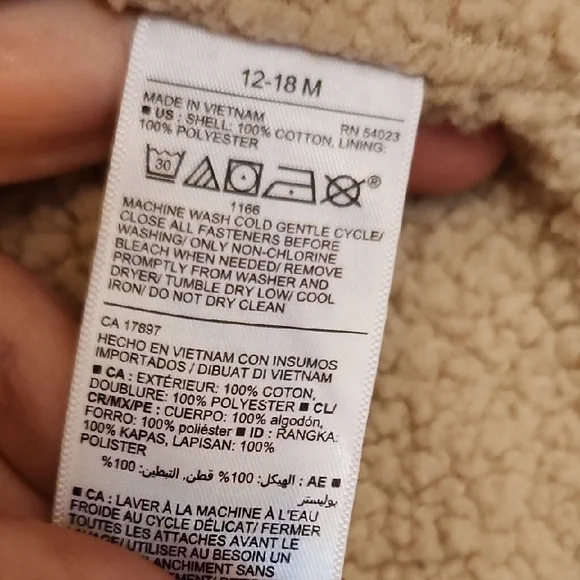 12-18 M
MADE IN VIETNAM RN 54023
■ US : SHELL: 100% COTTON, LINING:
100% POLYESTER
30 ®
1166
MACHINE WASH COLD GENTLE CYCLE/
CLOSE ALL FASTENERS BEFORE
WASHING/ ONLY NON-CHLORINE
BLEACH WHEN NEEDED/ REMOVE
PROMPTLY FROM WASHER AND
DRYER/ TUMBLE DRY LOW/ COOL
IRON/ DO NOT DRY CLEAN
CA 17897
HECHO EN VIETNAM CON INSUMOS
IMPORTADOS / DIBUAT DI VIETNAM
■ CA : EXTÉRIEUR: 100% COTON,
DOUBLURE: 100% POLYESTER ■ CL/
CR/MX/PE : CUERPO: 100% algodón,
FORRO: 100% poliéster ■ ID : RANGKA:
100% KAPAS, LAPISAN: 100%
POLISTER
■ AE : الهيكل: 100% قطن, التبطين: 100%
بوليستر
■ CA : LAVER À LA MACHINE À L'EAU
FROIDE AU CYCLE DÉLICAT/ FERMER
TOUTES LES ATTACHES AVANT LE
UTILISER AU BESOIN UN
SANS